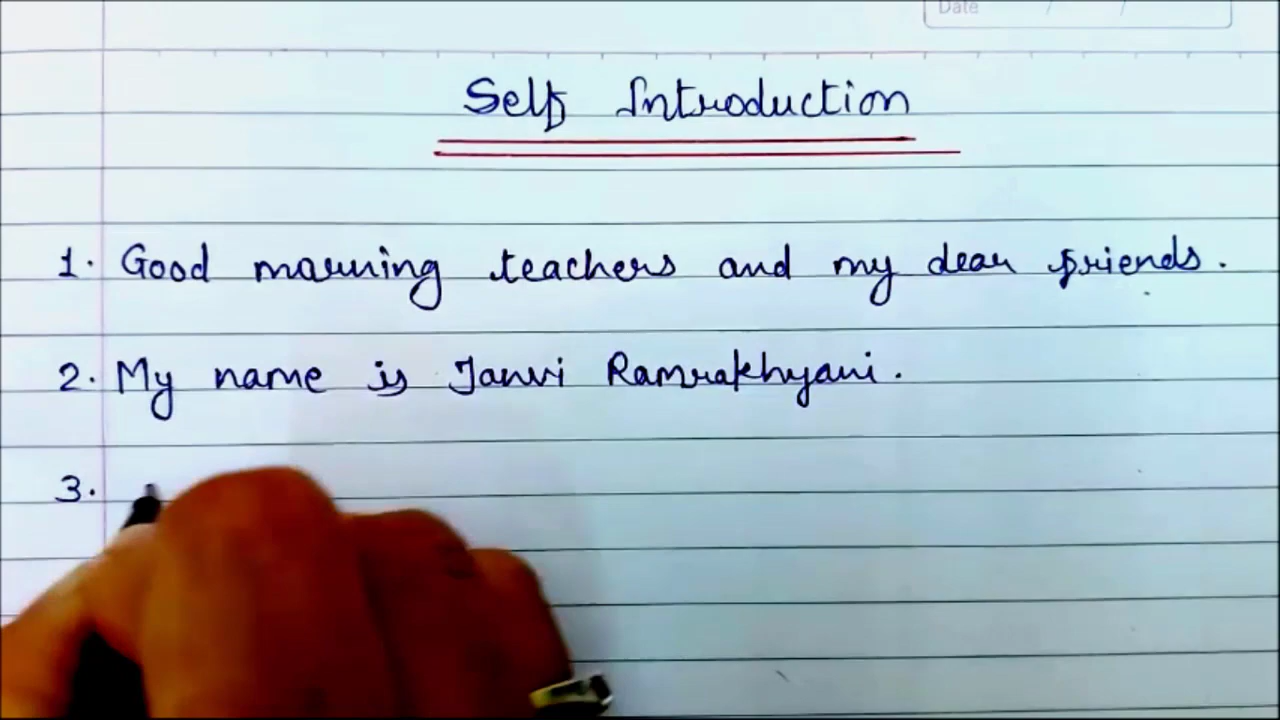 Date / /
Self Introduction
1. Good morning teachers and my dear friends.
2. My name is Janvi Ramrakhyani.
3.